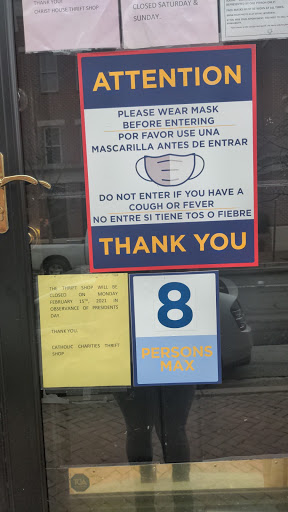 THANK YOU!
CHRIST HOUSE THRIFT SHOP
CLOSED SATURDAY &
SUNDAY.
ATTENTION
PLEASE WEAR MASK
BEFORE ENTERING
POR FAVOR USE UNA
MASCARILLA ANTES DE ENTRAR
DO NOT ENTER IF YOU HAVE A
COUGH OR FEVER
NO ENTRE SI TIENE TOS O FIEBRE
THANK YOU
THE THRIFT SHOP WILL BE
CLOSED ON MONDAY
FEBRUARY 15TH, 2021 IN
OBSERVANCE OF PRESIDENTS
DAY.
THANK YOU.
CATHOLIC CHARITIES THRIFT
SHOP
8
PERSONS
MAX